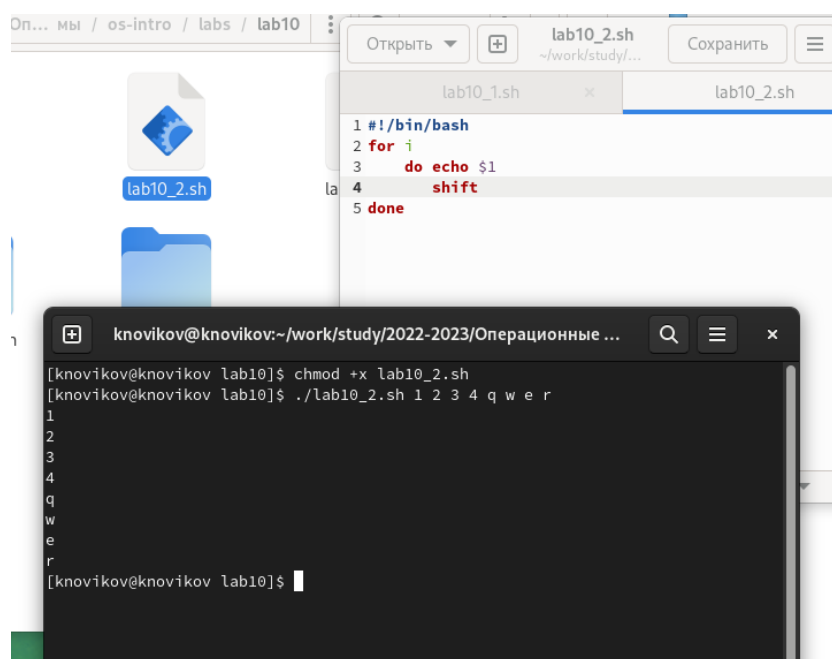 Оп... мы / os-intro / labs / lab10
Открыть
lab10_2.sh
~/work/study/...
Сохранить
lab10_1.sh ×
lab10_2.sh
1 #!/bin/bash
2 for i
3 do echo $1
4 shift
5 done
lab10_2.sh
la
knovikov@knovikov:~/work/study/2022-2023/Операционные ...
[knovikov@knovikov lab10]$ chmod +x lab10_2.sh
[knovikov@knovikov lab10]$ ./lab10_2.sh 1 2 3 4 q w e r
1
2
3
4
q
w
e
r
[knovikov@knovikov lab10]$